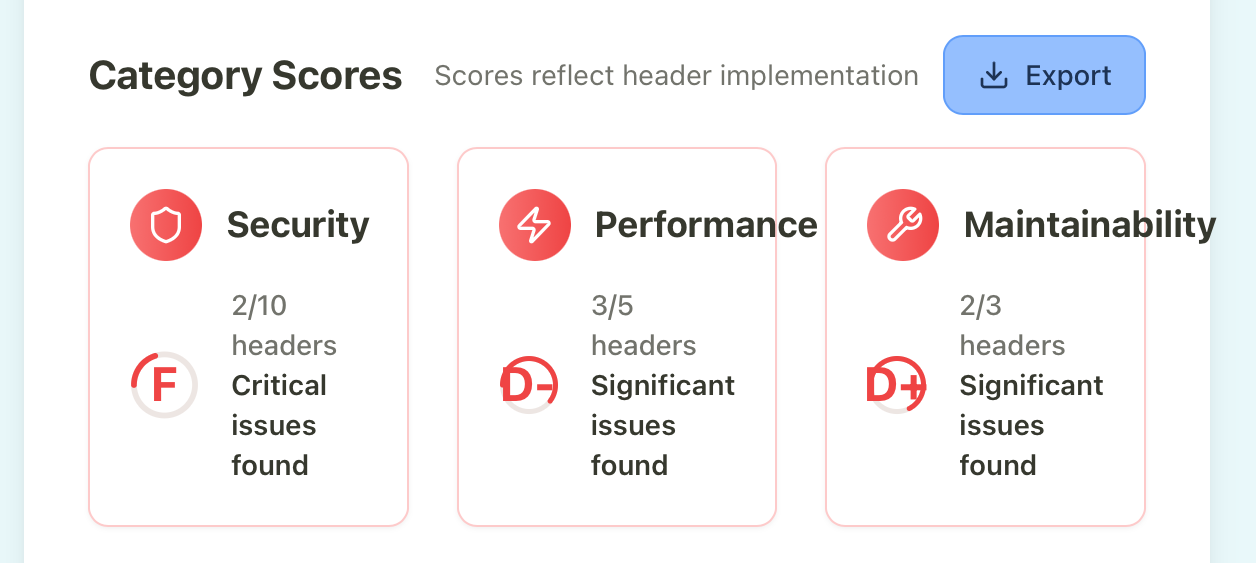 Category Scores
Scores reflect header implementation
Export
Security
2/10
headers
F
Critical
issues
found
Performance
3/5
headers
D-
Significant
issues
found
Maintainability
2/3
headers
D+
Significant
issues
found